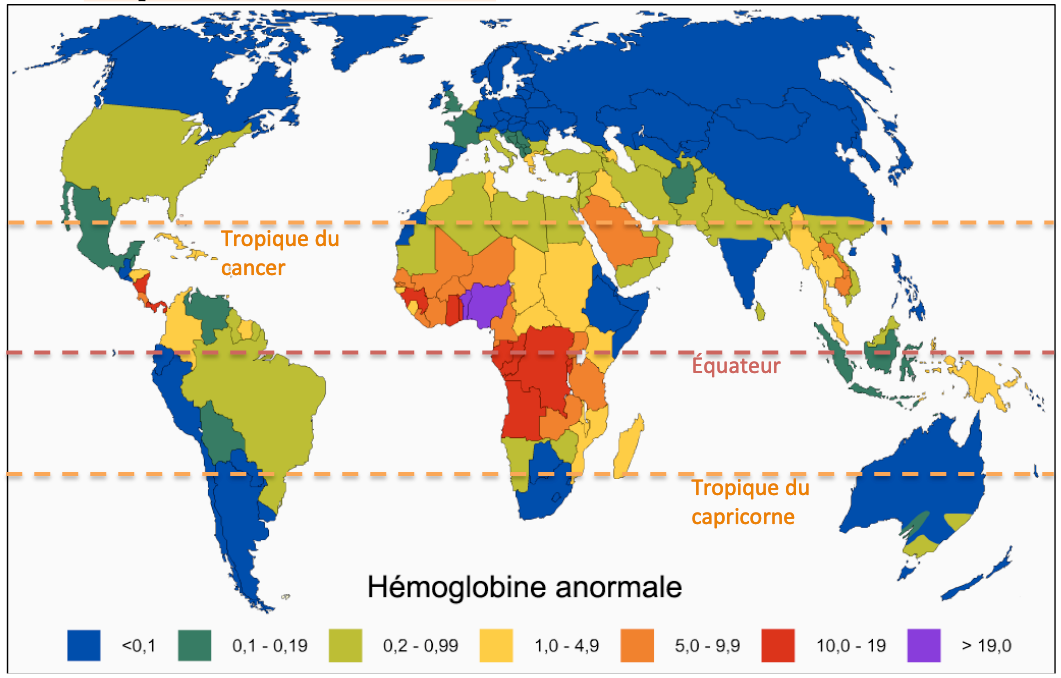 Tropique du
cancer
Équateur
Tropique du
capricorne
Hémoglobine anormale
<0,1
0,1 - 0,19
0,2 - 0,99
1,0 - 4,9
5,0 - 9,9
10,0 - 19
> 19,0